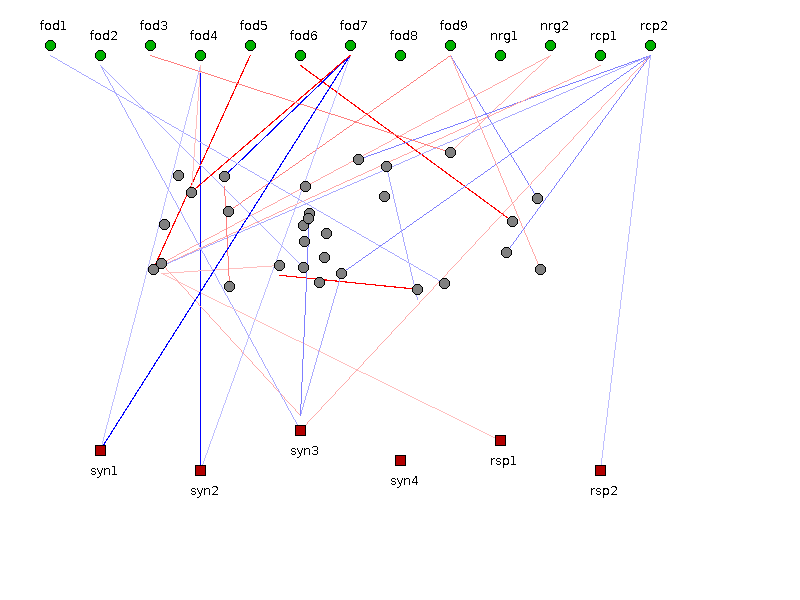 fod1 fod2 fod3 fod4 fod5 fod6 fod7 fod8 fod9 nrg1 nrg2 rcp1 rcp2
syn1 syn2 syn3 syn4 rsp1 rsp2